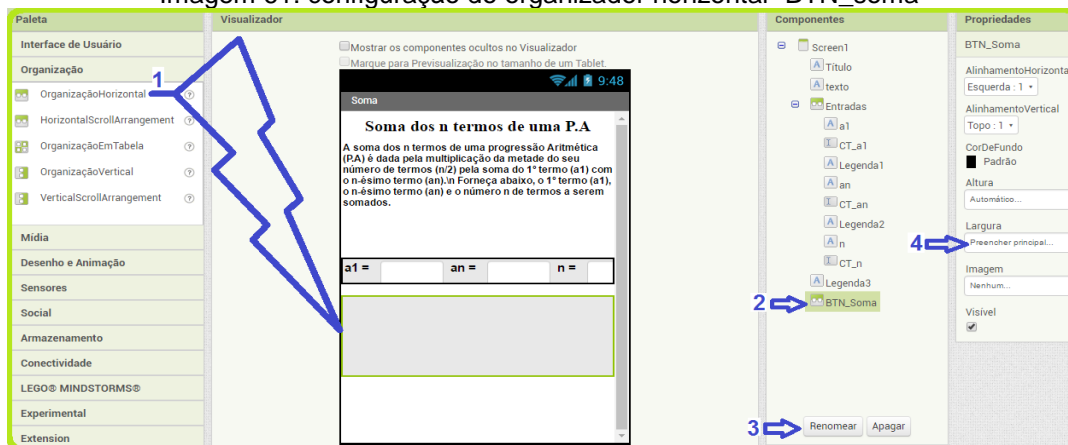 Imagem 61: configuração do organizador horizontal "BTN_soma"
Paleta
Interface de Usuário
Organização
1
OrganizaçãoHorizontal
HorizontalScrollArrangement
OrganizaçãoEmTabela
OrganizaçãoVertical
VerticalScrollArrangement
Mídia
Desenho e Animação
Sensores
Social
Armazenamento
Conectividade
LEGO® MINDSTORMS®
Experimental
Extension
Visualizador
Mostrar os componentes ocultos no Visualizador
Marque para Previsualização no tamanho de um Tablet.
9:48
Soma
Soma dos n termos de uma P.A
A soma dos n termos de uma progressão Aritmética
(P.A) é dada pela multiplicação da metade do seu
número de termos (n/2) pela soma do 1º termo (a1) com
o n-ésimo termo (an).\n Forneça abaixo, o 1º termo (a1),
o n-ésimo termo (an) e o número n de termos a serem
somados.
a1 = an = n =
Componentes
Screen1
Título
texto
Entradas
a1
CT_a1
Legenda1
an
CT_an
Legenda2
n
CT_n
Legenda3
2 BTN_Soma
3 Renomear Apagar
Propriedades
BTN_Soma
AlinhamentoHorizonta
Esquerda : 1
AlinhamentoVertical
Topo : 1
CorDeFundo
Padrão
Altura
Automático...
Largura
4 Preencher principal...
Imagem
Nenhum...
Visível